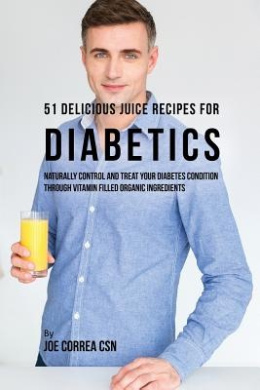 51 DELICIOUS JUICE RECIPES FOR
DIABETICS
NATURALLY CONTROL AND TREAT YOUR DIABETES CONDITION
THROUGH VITAMIN FILLED ORGANIC INGREDIENTS
By
JOE CORREA CSN